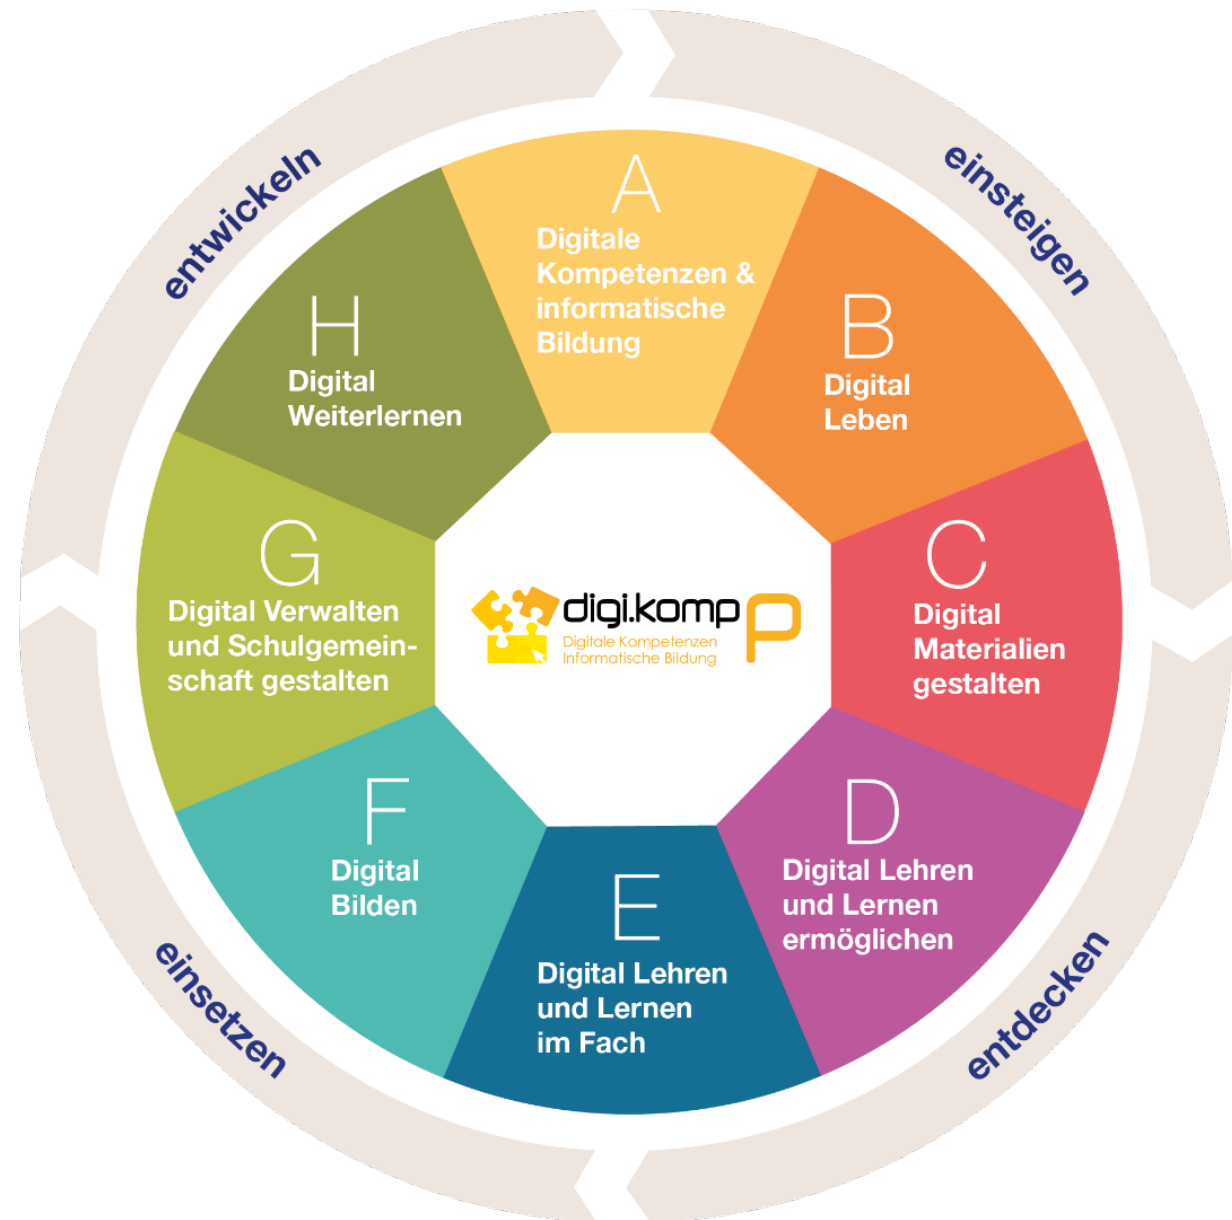 entwickeln
einsteigen
A
Digitale
Kompetenzen &
informatische
Bildung
B
Digital
Leben
C
Digital
Materialien
gestalten
D
Digital Lehren
und Lernen
ermöglichen
E
Digital Lehren
und Lernen
im Fach
F
Digital
Bilden
G
Digital Verwalten
und Schulgemein-
schaft gestalten
H
Digital
Weiterlernen
digi.komp P
Digitale Kompetenzen
Informatische Bildung
entdecken
einsetzen